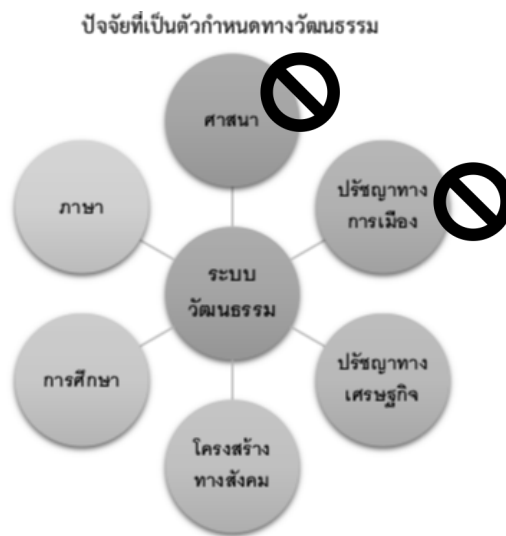 ปัจจัยที่เป็นตัวกำหนดทางวัฒนธรรม
ศาสนา
ภาษา
ปรัชญาทาง
การเมือง
ระบบ
วัฒนธรรม
การศึกษา
ปรัชญาทาง
เศรษฐกิจ
โครงสร้าง
ทางสังคม